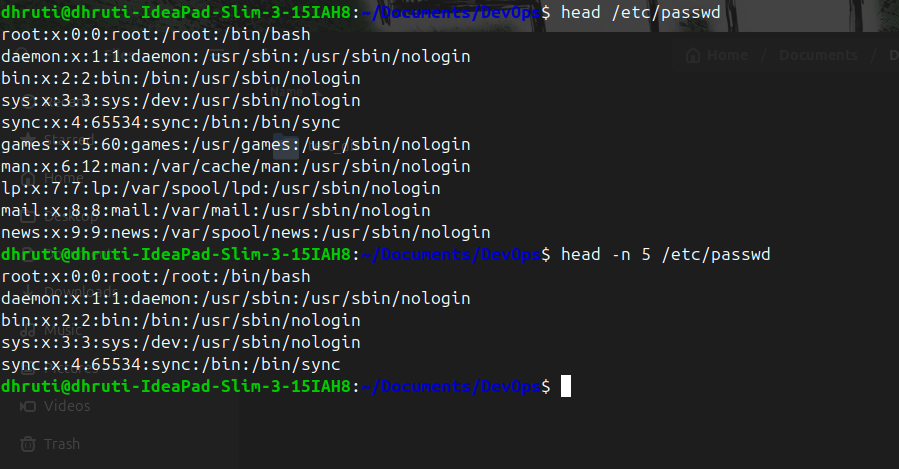 dhruti@dhruti-IdeaPad-Slim-3-15IAH8:~/Documents/DevOps$ head /etc/passwd
root:x:0:0:root:/root:/bin/bash
daemon:x:1:1:daemon:/usr/sbin:/usr/sbin/nologin
bin:x:2:2:bin:/bin:/usr/sbin/nologin
sys:x:3:3:sys:/dev:/usr/sbin/nologin
sync:x:4:65534:sync:/bin:/bin/sync
games:x:5:60:games:/usr/games:/usr/sbin/nologin
man:x:6:12:man:/var/cache/man:/usr/sbin/nologin
lp:x:7:7:lp:/var/spool/lpd:/usr/sbin/nologin
mail:x:8:8:mail:/var/mail:/usr/sbin/nologin
news:x:9:9:news:/var/spool/news:/usr/sbin/nologin
dhruti@dhruti-IdeaPad-Slim-3-15IAH8:~/Documents/DevOps$ head -n 5 /etc/passwd
root:x:0:0:root:/root:/bin/bash
daemon:x:1:1:daemon:/usr/sbin:/usr/sbin/nologin
bin:x:2:2:bin:/bin:/usr/sbin/nologin
sys:x:3:3:sys:/dev:/usr/sbin/nologin
sync:x:4:65534:sync:/bin:/bin/sync
dhruti@dhruti-IdeaPad-Slim-3-15IAH8:~/Documents/DevOps$
Home / Documents / D
Name
Starred
Home
Desktop
Downloads
Music
Pictures
Videos
Trash